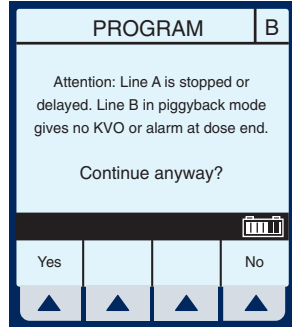 PROGRAM B
Attention: Line A is stopped or
delayed. Line B in piggyback mode
gives no KVO or alarm at dose end.
Continue anyway?
Yes No